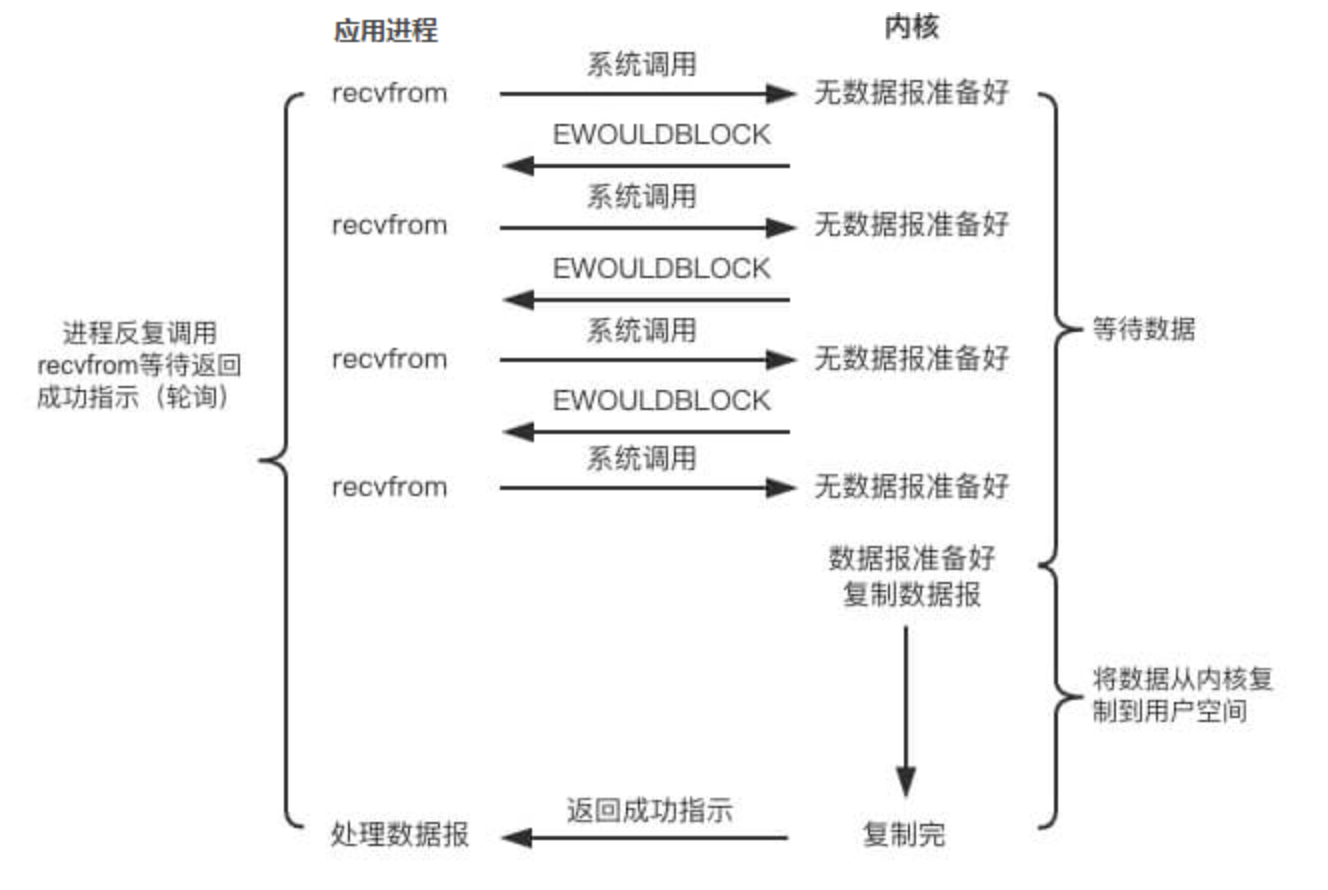 应用进程
内核
系统调用
recvfrom
无数据报准备好
EWOULDBLOCK
系统调用
recvfrom
无数据报准备好
EWOULDBLOCK
系统调用
recvfrom
无数据报准备好
EWOULDBLOCK
系统调用
recvfrom
无数据报准备好
进程反复调用
recvfrom等待返回
成功指示（轮询）
等待数据
数据报准备好
复制数据报
将数据从内核复
制到用户空间
返回成功指示
处理数据报
复制完